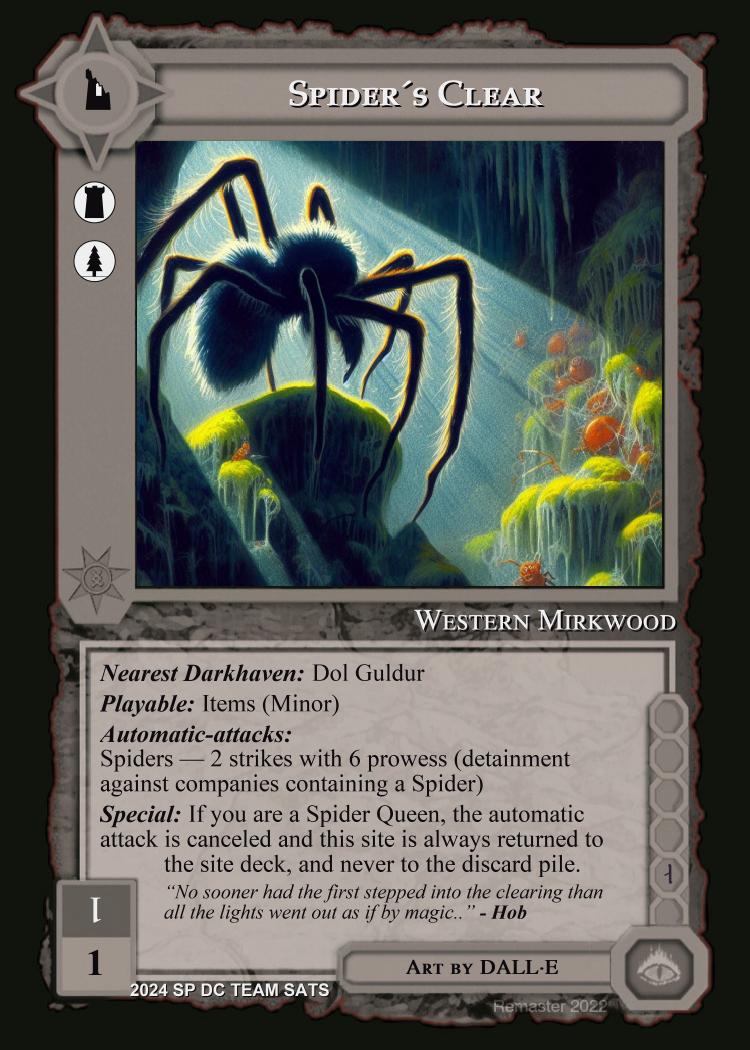 Spider´s Clear
Western Mirkwood
Nearest Darkhaven: Dol Guldur
Playable: Items (Minor)
Automatic-attacks:
Spiders — 2 strikes with 6 prowess (detainment
against companies containing a Spider)
Special: If you are a Spider Queen, the automatic
attack is canceled and this site is always returned to
the site deck, and never to the discard pile.
“No sooner had the first stepped into the clearing than
all the lights went out as if by magic..” - Hob
1
Art by DALL·E
2024 SP DC TEAM SATS
Remaster 2022